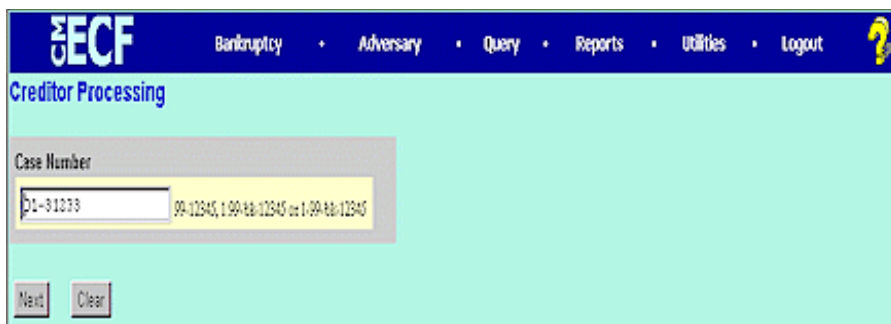 CM ECF Bankruptcy • Adversary • Query • Reports • Utilities • Logout ?
Creditor Processing
Case Number
01-31233 99-12345, 1:99-bk-12345 or 1-99-bk-12345
Next Clear